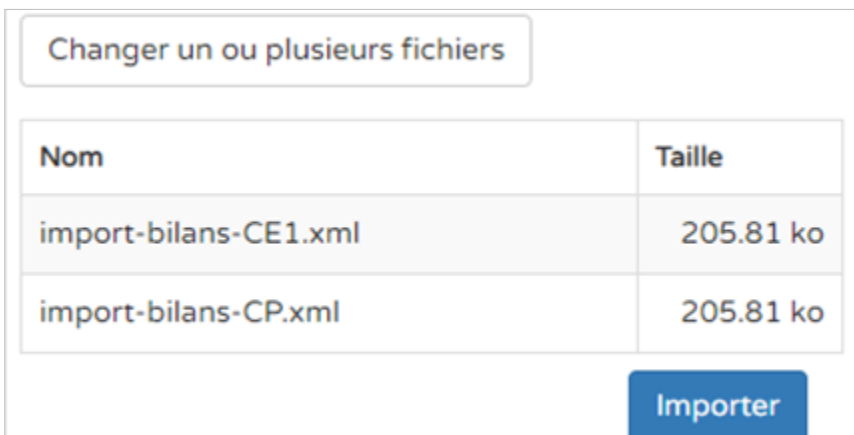 Changer un ou plusieurs fichiers
Nom Taille
import-bilans-CE1.xml 205.81 ko
import-bilans-CP.xml 205.81 ko
Importer